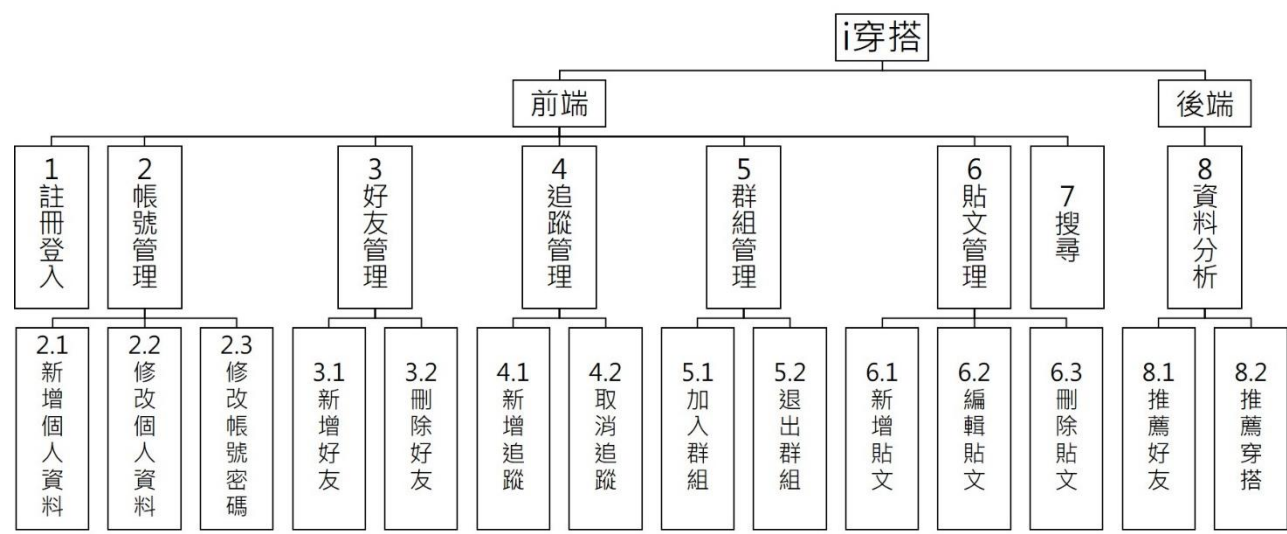 i穿搭
前端
後端
1 註冊登入
2 帳號管理
3 好友管理
4 追蹤管理
5 群組管理
6 貼文管理
7 搜尋
8 資料分析
2.1 新增個人資料
2.2 修改個人資料
2.3 修改帳號密碼
3.1 新增好友
3.2 刪除好友
4.1 新增追蹤
4.2 取消追蹤
5.1 加入群組
5.2 退出群組
6.1 新增貼文
6.2 編輯貼文
6.3 刪除貼文
8.1 推薦好友
8.2 推薦穿搭